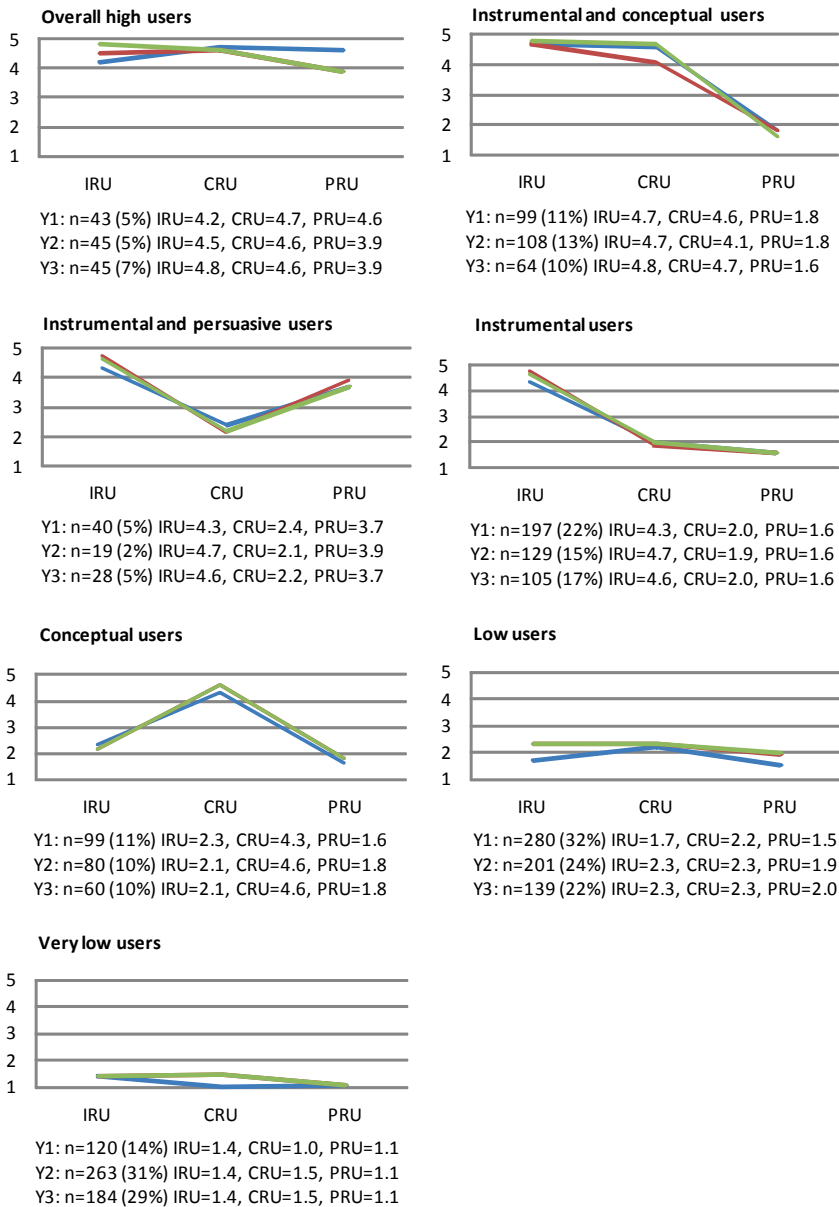 Overall high users
5
4
3
2
1
IRU CRU PRU
Y1: n=43 (5%) IRU=4.2, CRU=4.7, PRU=4.6
Y2: n=45 (5%) IRU=4.5, CRU=4.6, PRU=3.9
Y3: n=45 (7%) IRU=4.8, CRU=4.6, PRU=3.9
Instrumental and conceptual users
5
4
3
2
1
IRU CRU PRU
Y1: n=99 (11%) IRU=4.7, CRU=4.6, PRU=1.8
Y2: n=108 (13%) IRU=4.7, CRU=4.1, PRU=1.8
Y3: n=64 (10%) IRU=4.8, CRU=4.7, PRU=1.6
Instrumental and persuasive users
5
4
3
2
1
IRU CRU PRU
Y1: n=40 (5%) IRU=4.3, CRU=2.4, PRU=3.7
Y2: n=19 (2%) IRU=4.7, CRU=2.1, PRU=3.9
Y3: n=28 (5%) IRU=4.6, CRU=2.2, PRU=3.7
Instrumental users
5
4
3
2
1
IRU CRU PRU
Y1: n=197 (22%) IRU=4.3, CRU=2.0, PRU=1.6
Y2: n=129 (15%) IRU=4.7, CRU=1.9, PRU=1.6
Y3: n=105 (17%) IRU=4.6, CRU=2.0, PRU=1.6
Conceptual users
5
4
3
2
1
IRU CRU PRU
Y1: n=99 (11%) IRU=2.3, CRU=4.3, PRU=1.6
Y2: n=80 (10%) IRU=2.1, CRU=4.6, PRU=1.8
Y3: n=60 (10%) IRU=2.1, CRU=4.6, PRU=1.8
Low users
5
4
3
2
1
IRU CRU PRU
Y1: n=280 (32%) IRU=1.7, CRU=2.2, PRU=1.5
Y2: n=201 (24%) IRU=2.3, CRU=2.3, PRU=1.9
Y3: n=139 (22%) IRU=2.3, CRU=2.3, PRU=2.0
Very low users
5
4
3
2
1
IRU CRU PRU
Y1: n=120 (14%) IRU=1.4, CRU=1.0, PRU=1.1
Y2: n=263 (31%) IRU=1.4, CRU=1.5, PRU=1.1
Y3: n=184 (29%) IRU=1.4, CRU=1.5, PRU=1.1